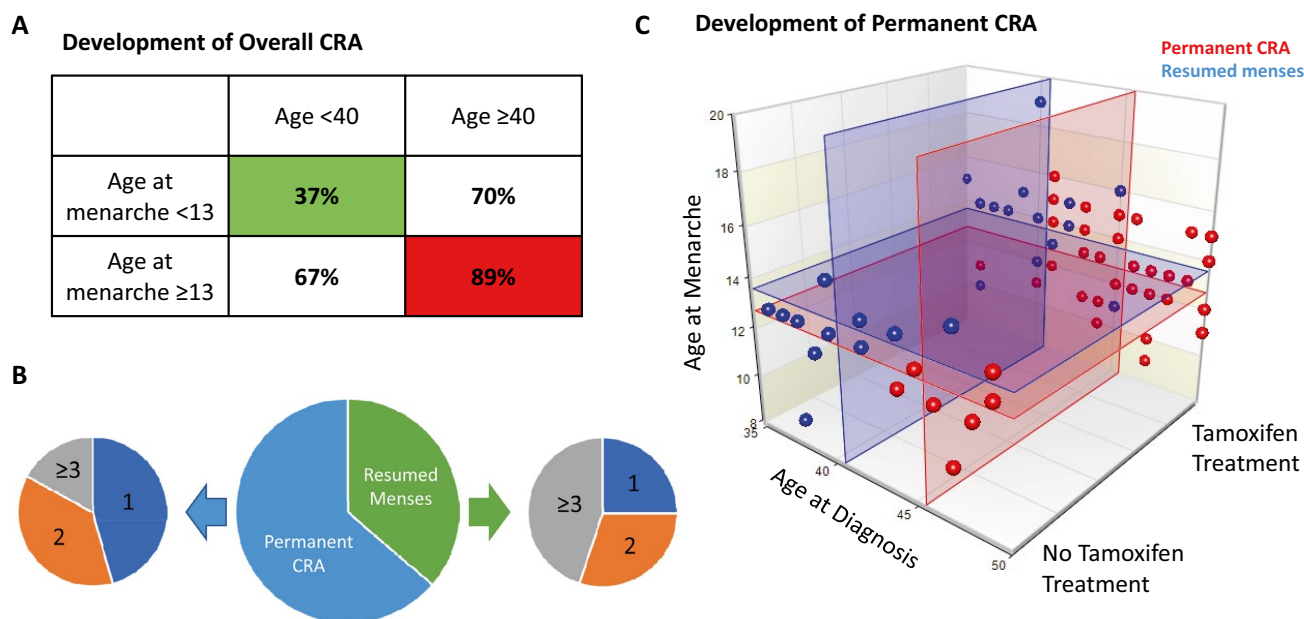 A
Development of Overall CRA
Age <40
Age ≥40
Age at
menarche <13
37%
70%
Age at
menarche ≥13
67%
89%
B
≥3
1
2
Resumed
Menses
Permanent
CRA
≥3
1
2
C
Development of Permanent CRA
Permanent CRA
Resumed menses
20
18
16
14
12
10
8
Age at Menarche
35
40
45
50
Age at Diagnosis
Tamoxifen
Treatment
No Tamoxifen
Treatment